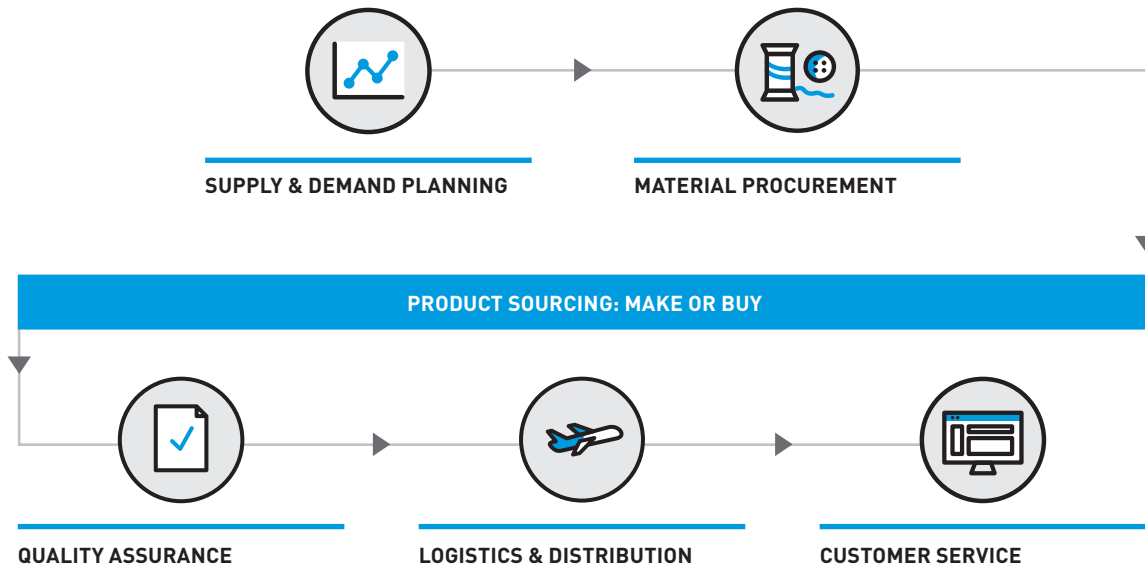 SUPPLY & DEMAND PLANNING
MATERIAL PROCUREMENT
PRODUCT SOURCING: MAKE OR BUY
QUALITY ASSURANCE
LOGISTICS & DISTRIBUTION
CUSTOMER SERVICE